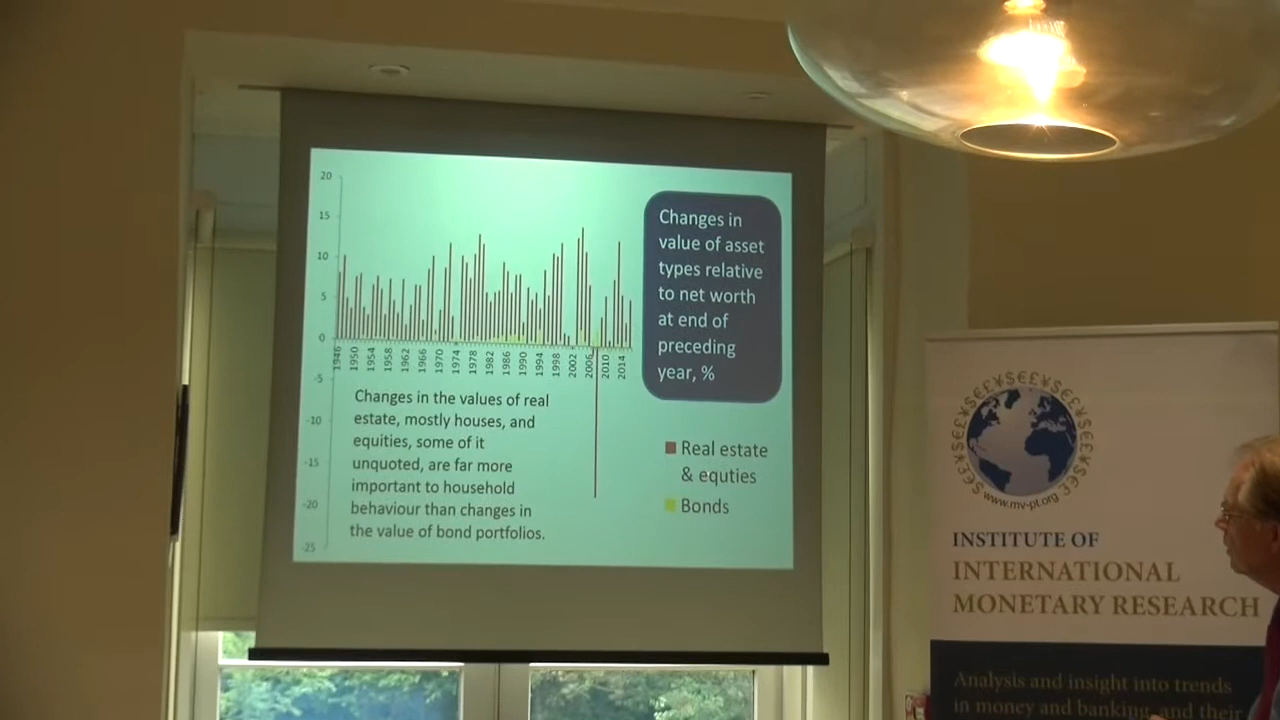 20
15
10
5
0
-5
-10
-15
-20
-25
1946 1950 1954 1958 1962 1966 1970 1974 1978 1982 1986 1990 1994 1998 2002 2006 2010 2014
Changes in
value of asset
types relative
to net worth
at end of
preceding
year, %
Changes in the values of real
estate, mostly houses, and
equities, some of it
unquoted, are far more
important to household
behaviour than changes in
the value of bond portfolios.
Real estate
& equties
Bonds
www.mv-pt.org
INSTITUTE OF
INTERNATIONAL
MONETARY RESEARCH
Analysis and insight into trends
in money and banking, and their